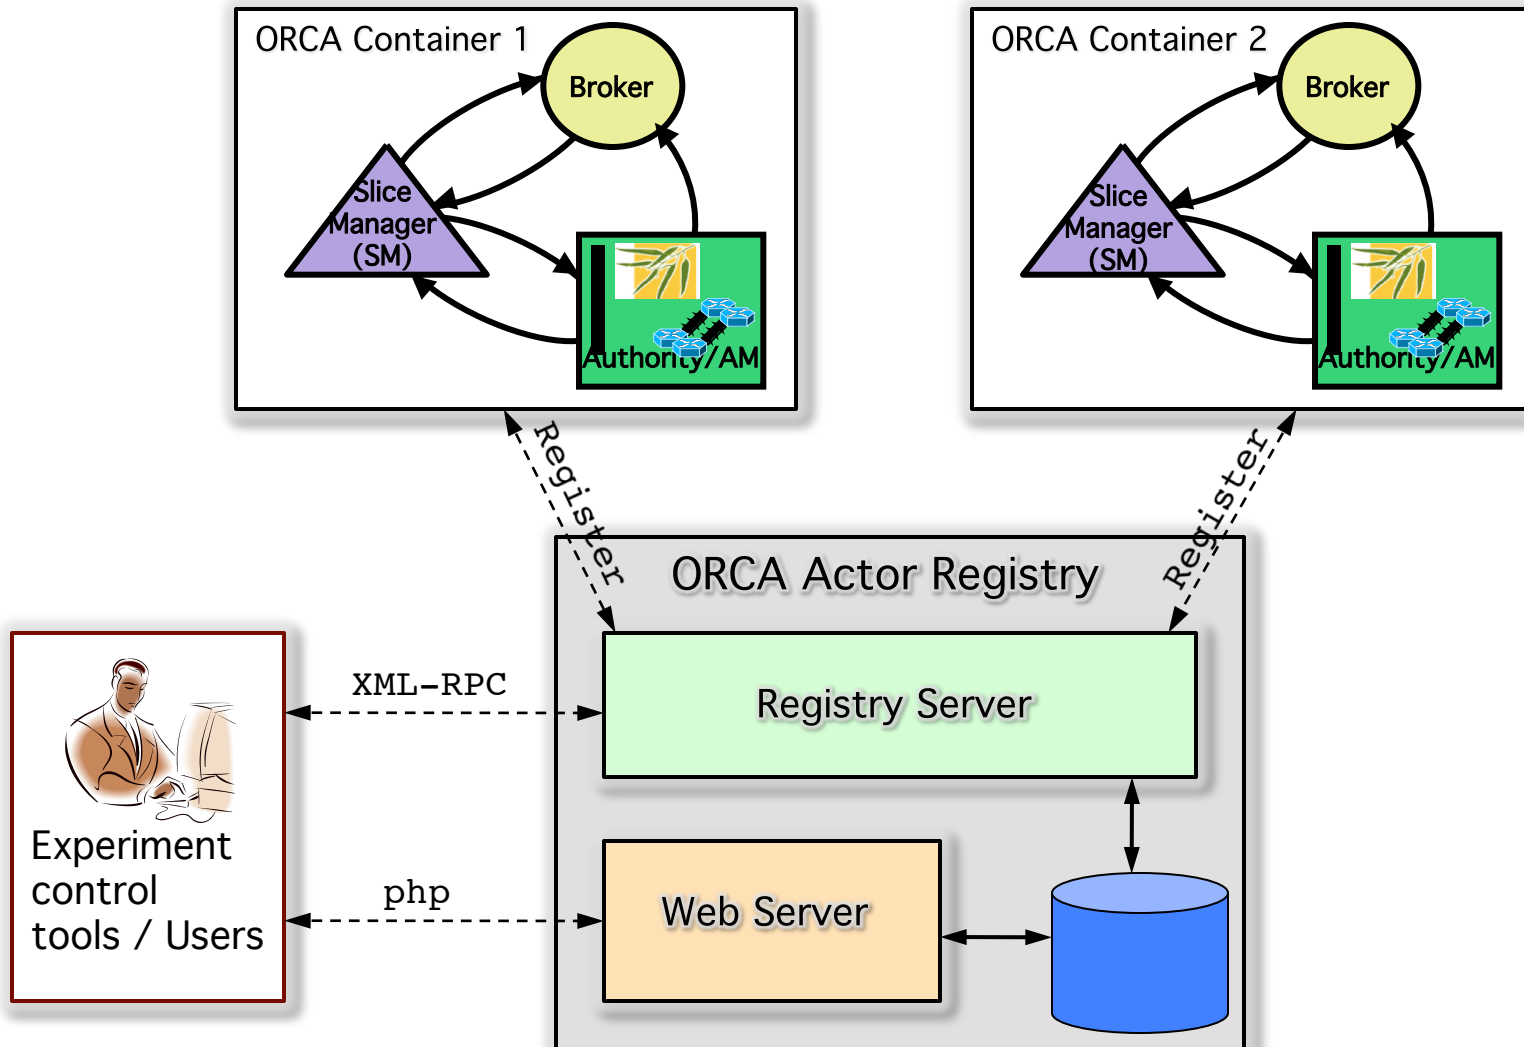 ORCA Container 1
Broker
Slice
Manager
(SM)
Authority/AM
ORCA Container 2
Broker
Slice
Manager
(SM)
Authority/AM
Register
Register
ORCA Actor Registry
XML-RPC
Registry Server
Experiment
control
tools / Users
php
Web Server